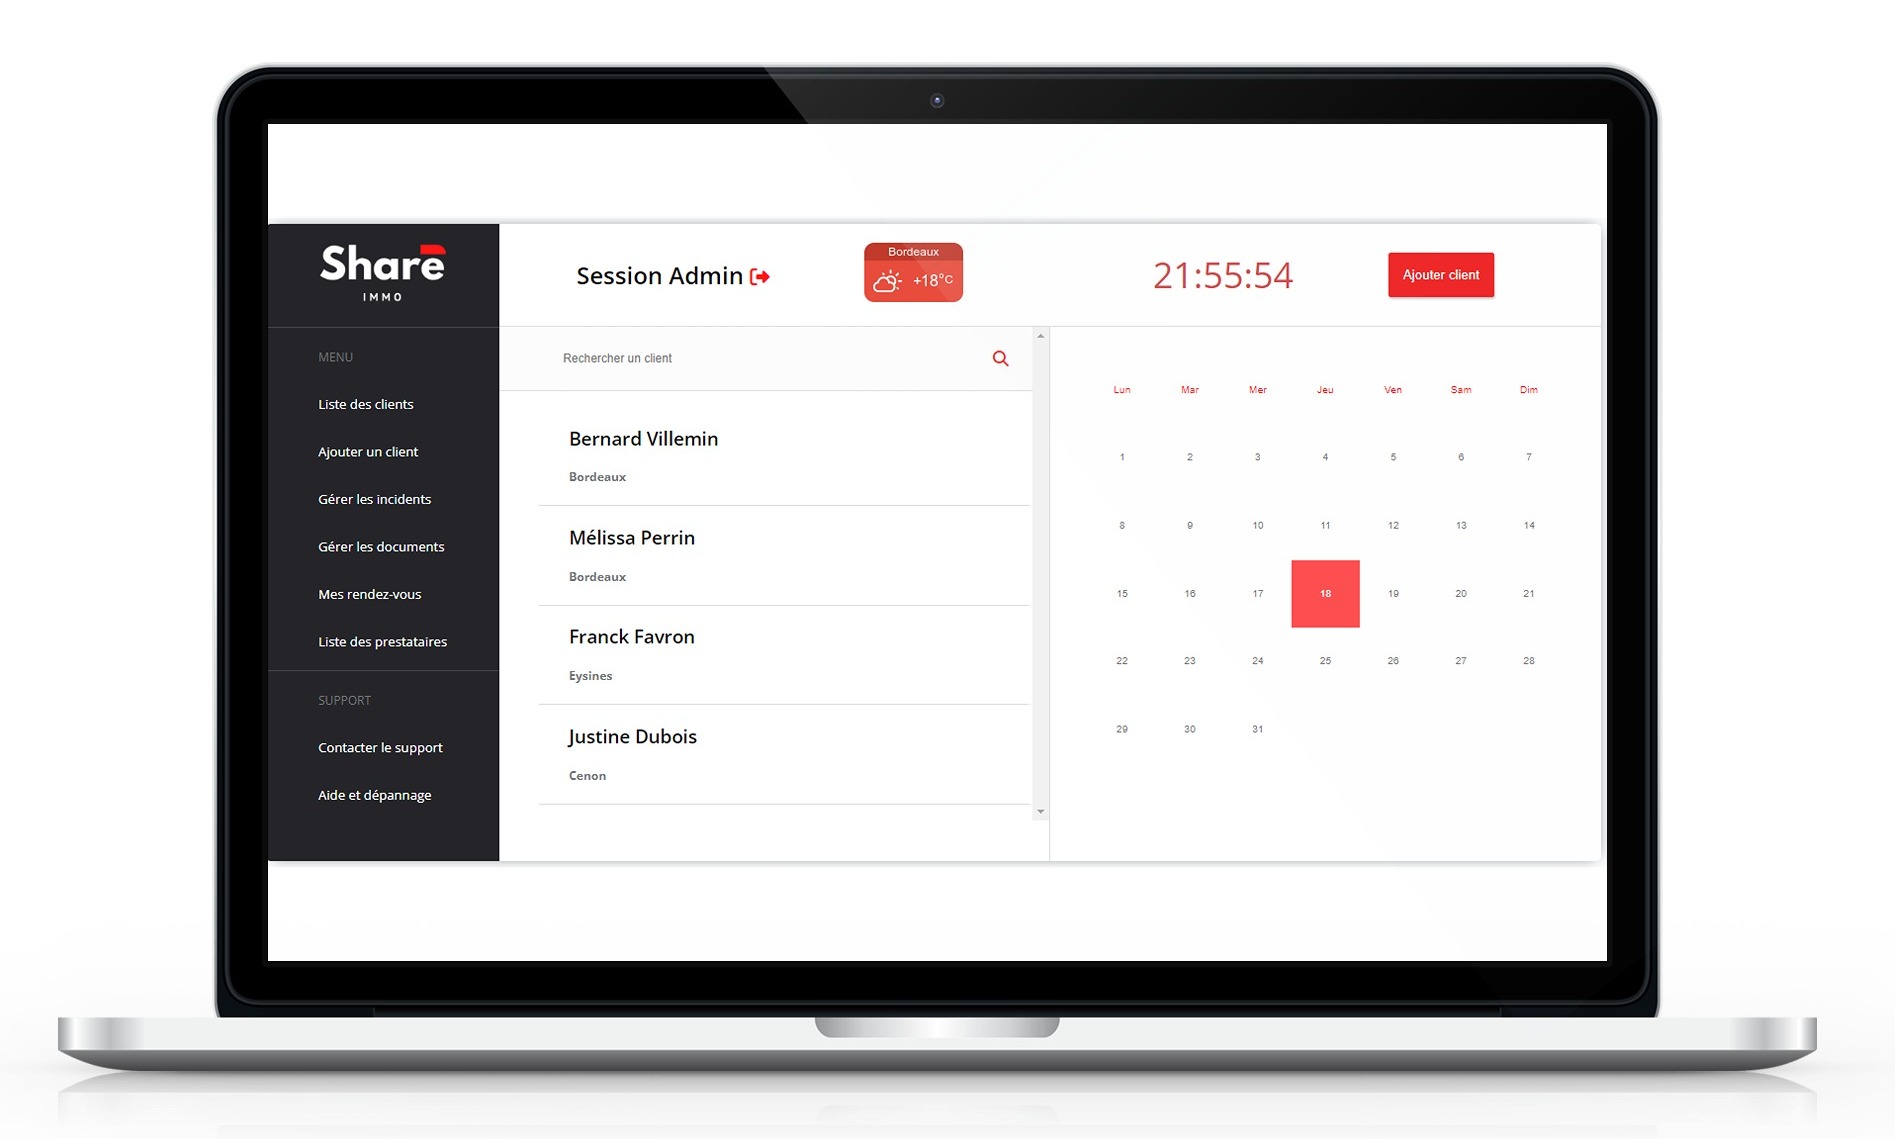 Share
IMMO
MENU
Liste des clients
Ajouter un client
Gérer les incidents
Gérer les documents
Mes rendez-vous
Liste des prestataires
SUPPORT
Contacter le support
Aide et dépannage
Session Admin
Bordeaux
+18°C
21:55:54
Ajouter client
Rechercher un client
Bernard Villemin
Bordeaux
Mélissa Perrin
Bordeaux
Franck Favron
Eysines
Justine Dubois
Cenon
Lun Mar Mer Jeu Ven Sam Dim
1 2 3 4 5 6 7
8 9 10 11 12 13 14
15 16 17 18 19 20 21
22 23 24 25 26 27 28
29 30 31